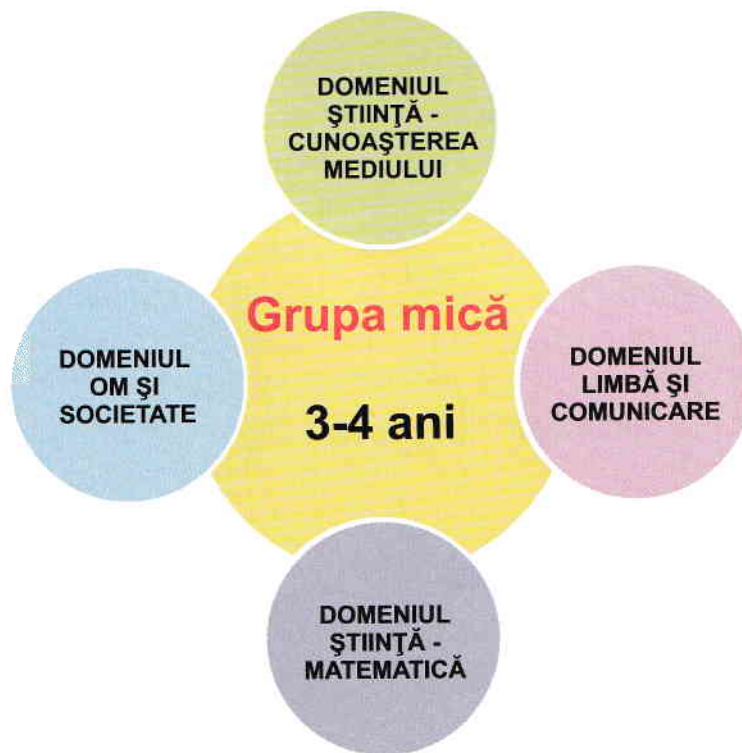 DOMENIUL
ŞTIINŢĂ -
CUNOAŞTEREA
MEDIULUI
Grupa mică
3-4 ani
DOMENIUL
OM ŞI
SOCIETATE
DOMENIUL
LIMBĂ ŞI
COMUNICARE
DOMENIUL
ŞTIINŢĂ -
MATEMATICĂ